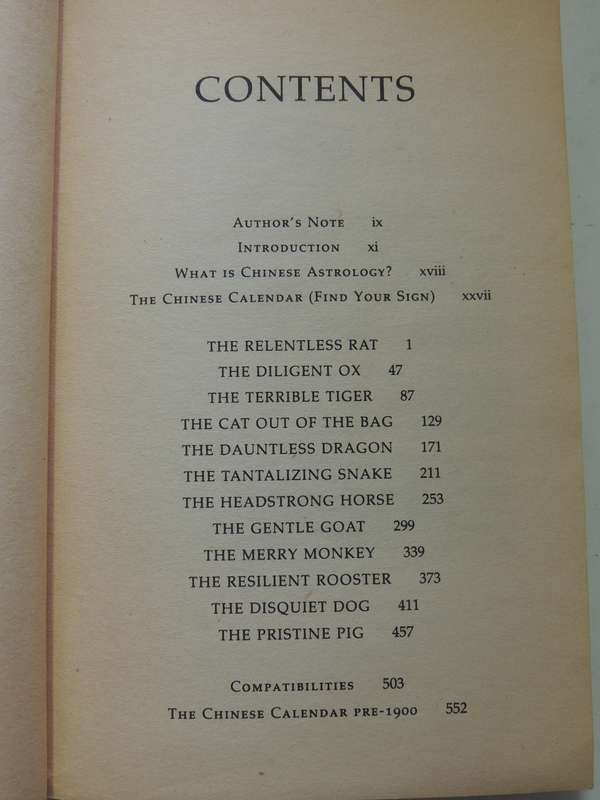 CONTENTS
AUTHOR'S NOTE ix
INTRODUCTION xi
WHAT IS CHINESE ASTROLOGY? xviii
THE CHINESE CALENDAR (FIND YOUR SIGN) xxvii
THE RELENTLESS RAT 1
THE DILIGENT OX 47
THE TERRIBLE TIGER 87
THE CAT OUT OF THE BAG 129
THE DAUNTLESS DRAGON 171
THE TANTALIZING SNAKE 211
THE HEADSTRONG HORSE 253
THE GENTLE GOAT 299
THE MERRY MONKEY 339
THE RESILIENT ROOSTER 373
THE DISQUIET DOG 411
THE PRISTINE PIG 457
COMPATIBILITIES 503
THE CHINESE CALENDAR PRE-1900 552